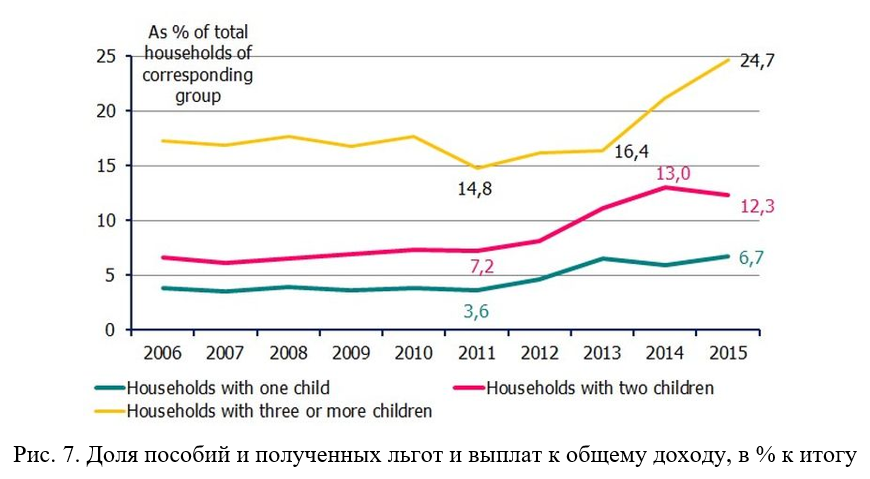 As % of total
households of
corresponding
group
25
20
15
10
5
0
24,7
16,4
14,8
13,0
12,3
7,2
6,7
3,6
2006 2007 2008 2009 2010 2011 2012 2013 2014 2015
Households with one child Households with two children
Households with three or more children
Рис. 7. Доля пособий и полученных льгот и выплат к общему доходу, в % к итогу